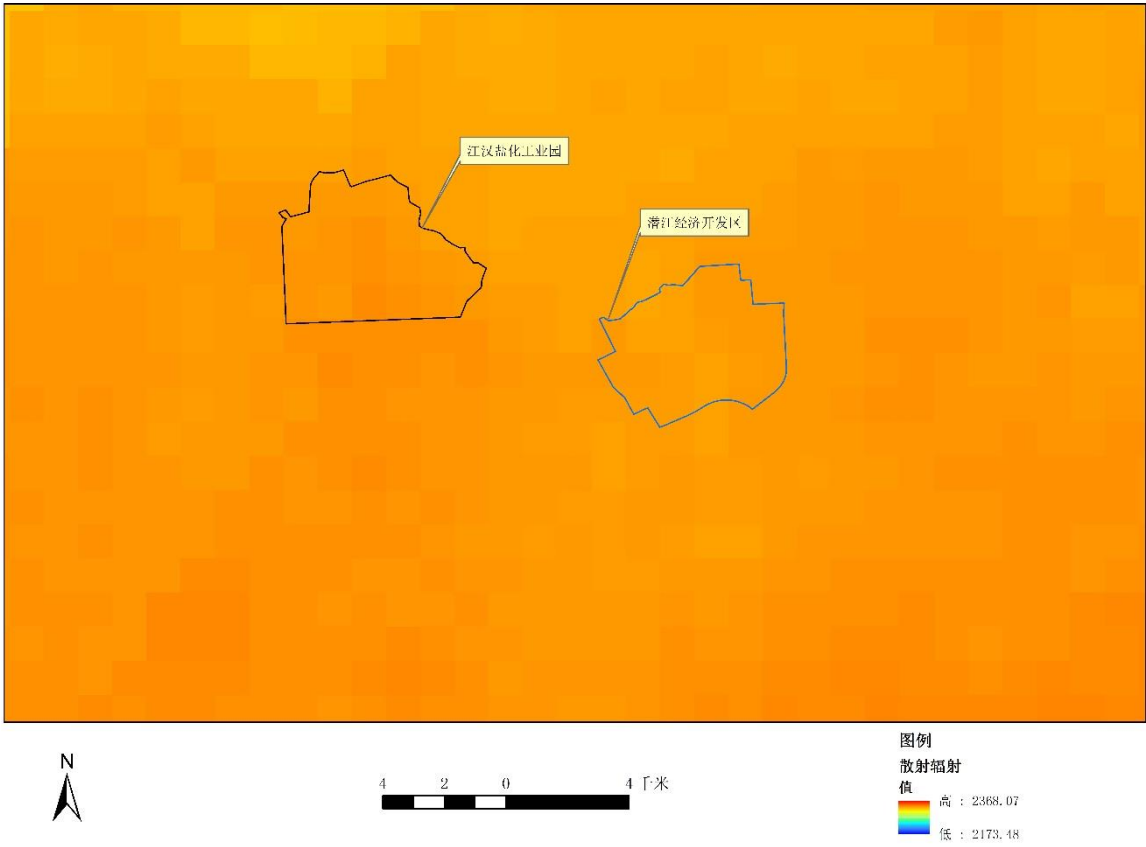 江汉盐化工业园
潜江经济开发区
N
4 2 0 4 千米
图例
散射辐射
值
高 : 2368.07
低 : 2173.48